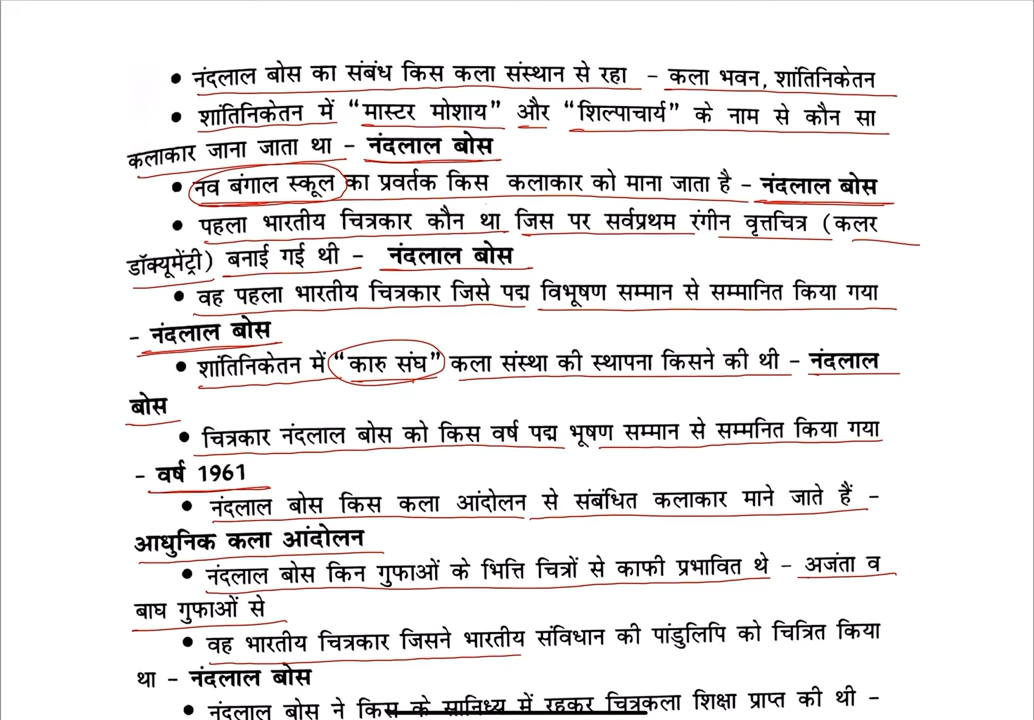 • नंदलाल बोस का संबंध किस कला संस्थान से रहा – कला भवन, शांतिनिकेतन
• शांतिनिकेतन में “मास्टर मोशाय” और “शिल्पाचार्य” के नाम से कौन सा
कलाकार जाना जाता था – नंदलाल बोस
• नव बंगाल स्कूल का प्रवर्तक किस कलाकार को माना जाता है – नंदलाल बोस
• पहला भारतीय चित्रकार कौन था जिस पर सर्वप्रथम रंगीन वृत्तचित्र (कलर
डॉक्यूमेंट्री) बनाई गई थी – नंदलाल बोस
• वह पहला भारतीय चित्रकार जिसे पद्म विभूषण सम्मान से सम्मानित किया गया
– नंदलाल बोस
• शांतिनिकेतन में “कारु संघ” कला संस्था की स्थापना किसने की थी – नंदलाल
बोस
• चित्रकार नंदलाल बोस को किस वर्ष पद्म भूषण सम्मान से सम्मनित किया गया
– वर्ष 1961
• नंदलाल बोस किस कला आंदोलन से संबंधित कलाकार माने जाते हैं –
आधुनिक कला आंदोलन
• नंदलाल बोस किन गुफाओं के भित्ति चित्रों से काफी प्रभावित थे – अजंता व
बाघ गुफाओं से
• वह भारतीय चित्रकार जिसने भारतीय संविधान की पांडुलिपि को चित्रित किया
था – नंदलाल बोस
• नंदलाल बोस ने किस के सानिध्य में रहकर चित्रकला शिक्षा प्राप्त की थी –